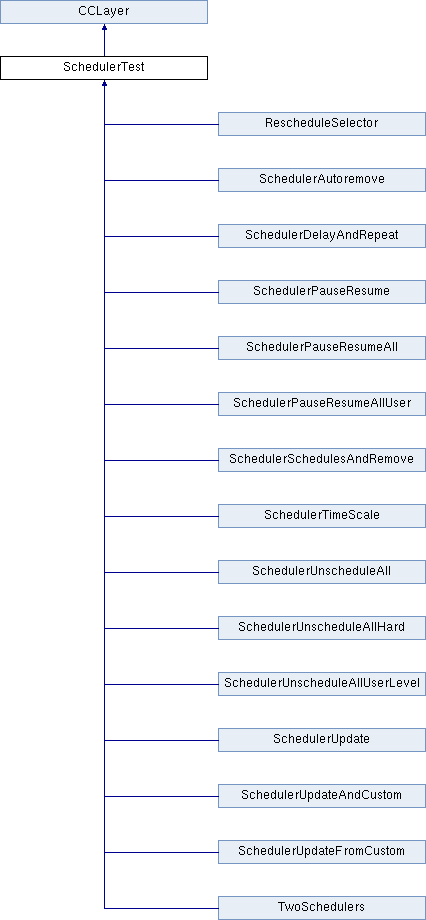 CCLayer
SchedulerTest
RescheduleSelector
SchedulerAutoremove
SchedulerDelayAndRepeat
SchedulerPauseResume
SchedulerPauseResumeAll
SchedulerPauseResumeAllUser
SchedulerSchedulesAndRemove
SchedulerTimeScale
SchedulerUnscheduleAll
SchedulerUnscheduleAllHard
SchedulerUnscheduleAllUserLevel
SchedulerUpdate
SchedulerUpdateAndCustom
SchedulerUpdateFromCustom
TwoSchedulers